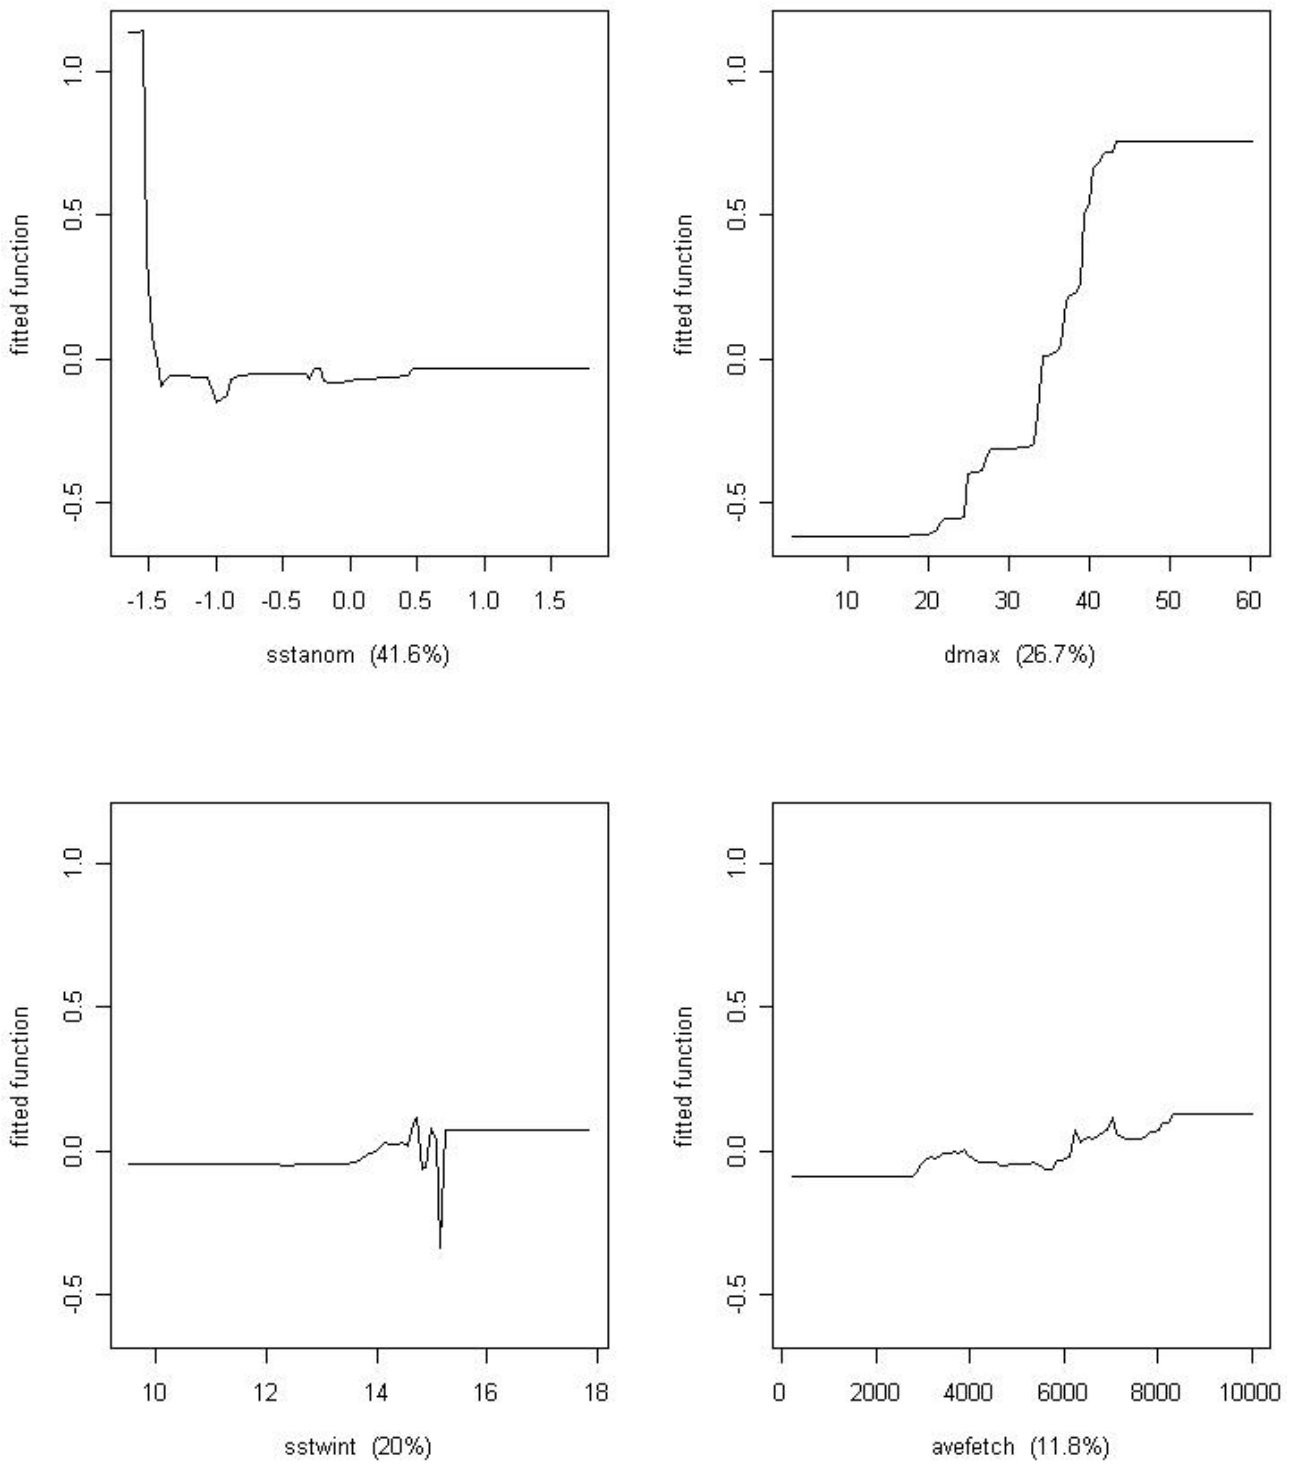 fitted function
1.0
0.5
0.0
-0.5
-1.5 -1.0 -0.5 0.0 0.5 1.0 1.5
sstanom (41.6%)
fitted function
1.0
0.5
0.0
-0.5
10 20 30 40 50 60
dmax (26.7%)
fitted function
1.0
0.5
0.0
-0.5
10 12 14 16 18
sstwint (20%)
fitted function
1.0
0.5
0.0
-0.5
0 2000 4000 6000 8000 10000
avefetch (11.8%)